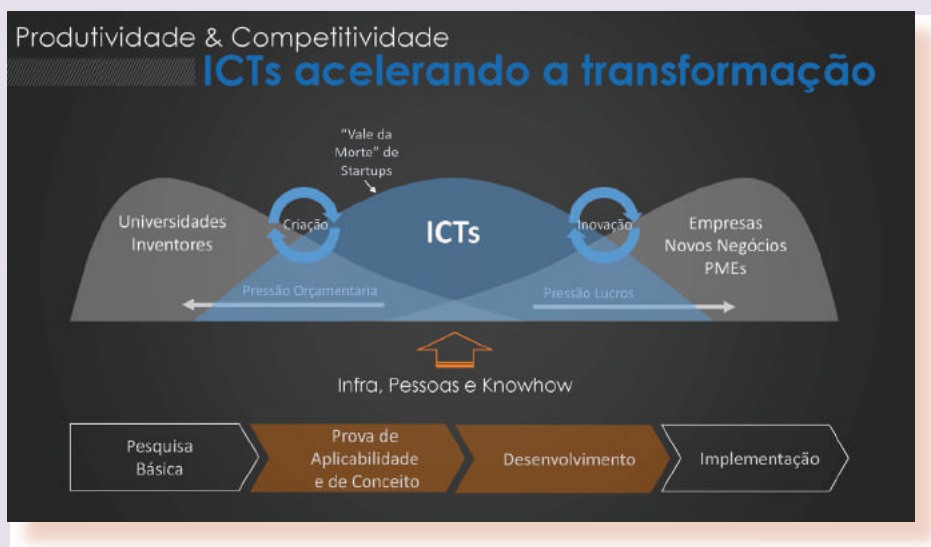 Produtividade & Competitividade
ICTs acelerando a transformação
"Vale da
Morte" de
Startups
Universidades
Inventores
Criação
ICTs
Inovação
Empresas
Novos Negócios
PMEs
Pressão Orçamentaria
Pressão Lucros
Infra, Pessoas e Knowhow
Pesquisa
Básica
Prova de
Aplicabilidade
e de Conceito
Desenvolvimento
Implementação